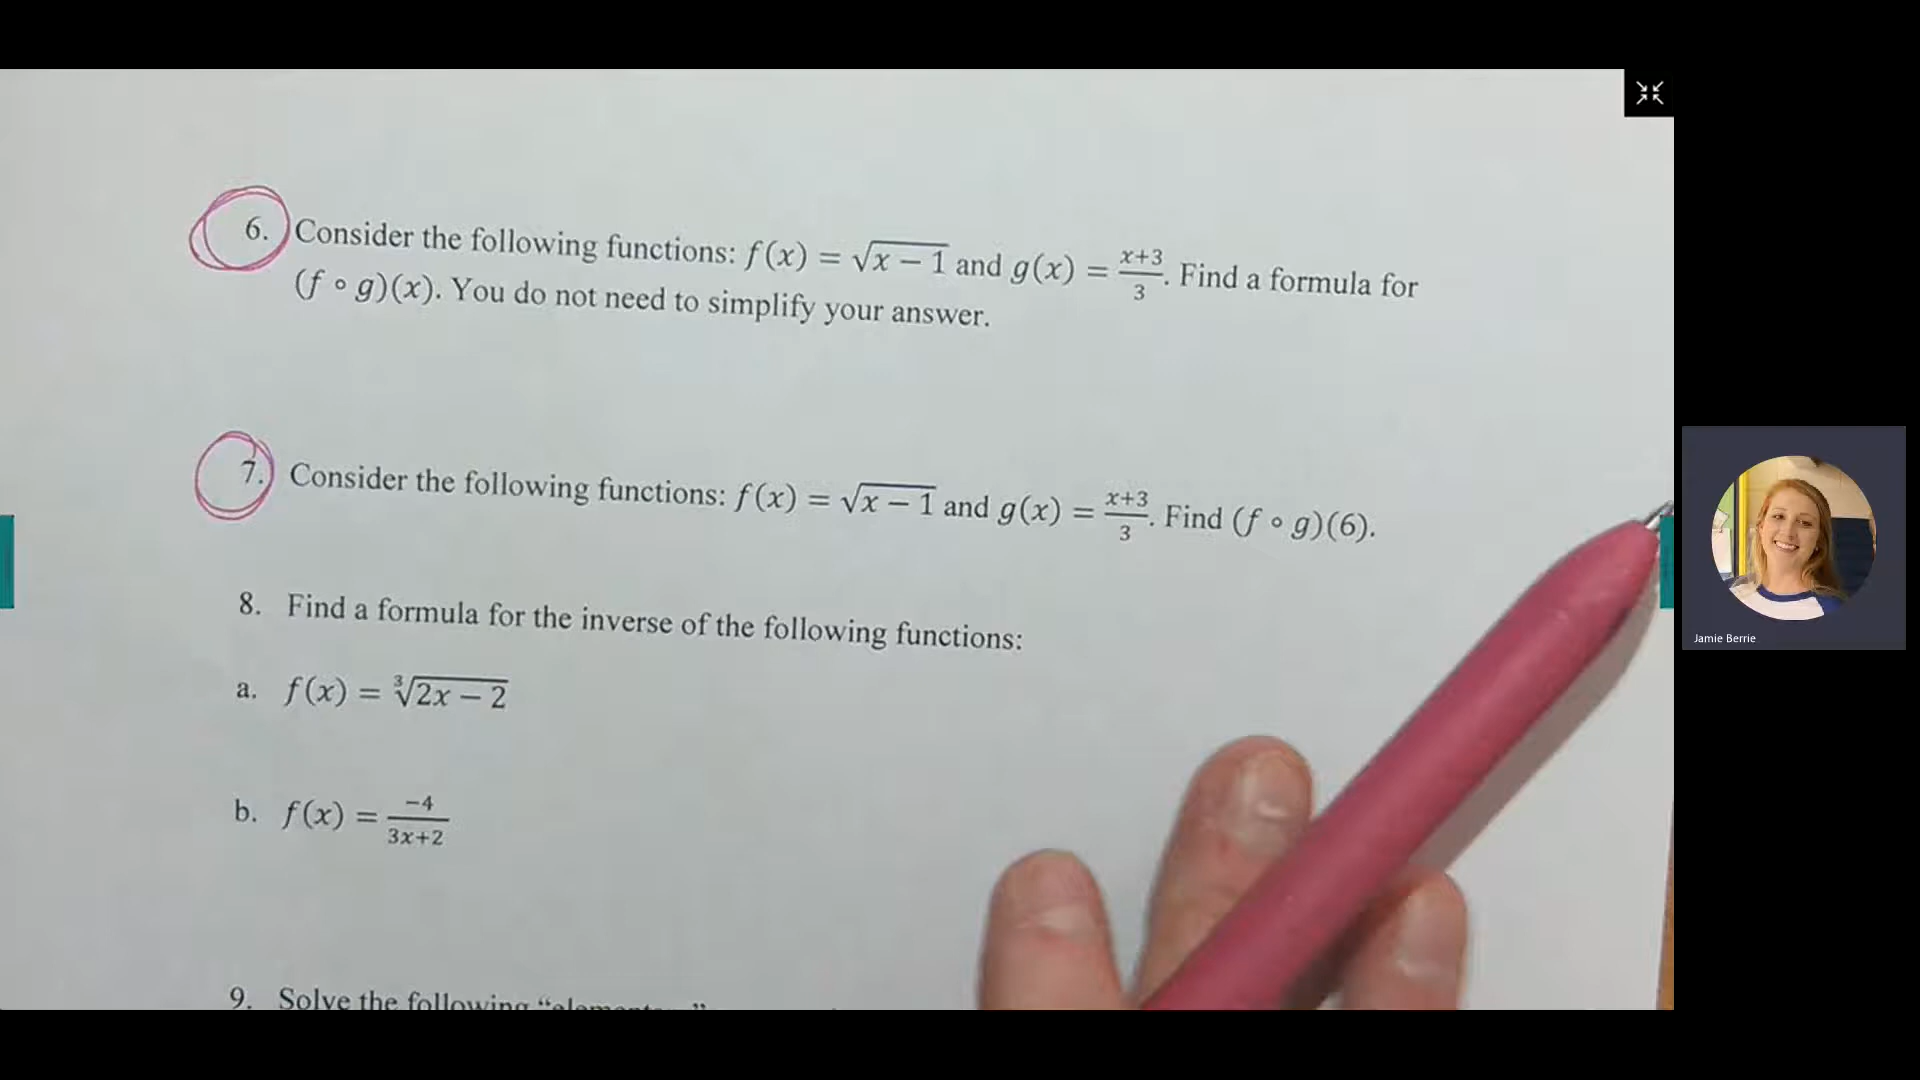 6. Consider the following functions: f(x) = √(x − 1) and g(x) = (x+3)/3. Find a formula for
(f ∘ g)(x). You do not need to simplify your answer.
7. Consider the following functions: f(x) = √(x − 1) and g(x) = (x+3)/3. Find (f ∘ g)(6).
8. Find a formula for the inverse of the following functions:
Jamie Berrie
a. f(x) = ∛(2x − 2)
b. f(x) = −4/(3x+2)
9. Solve the following